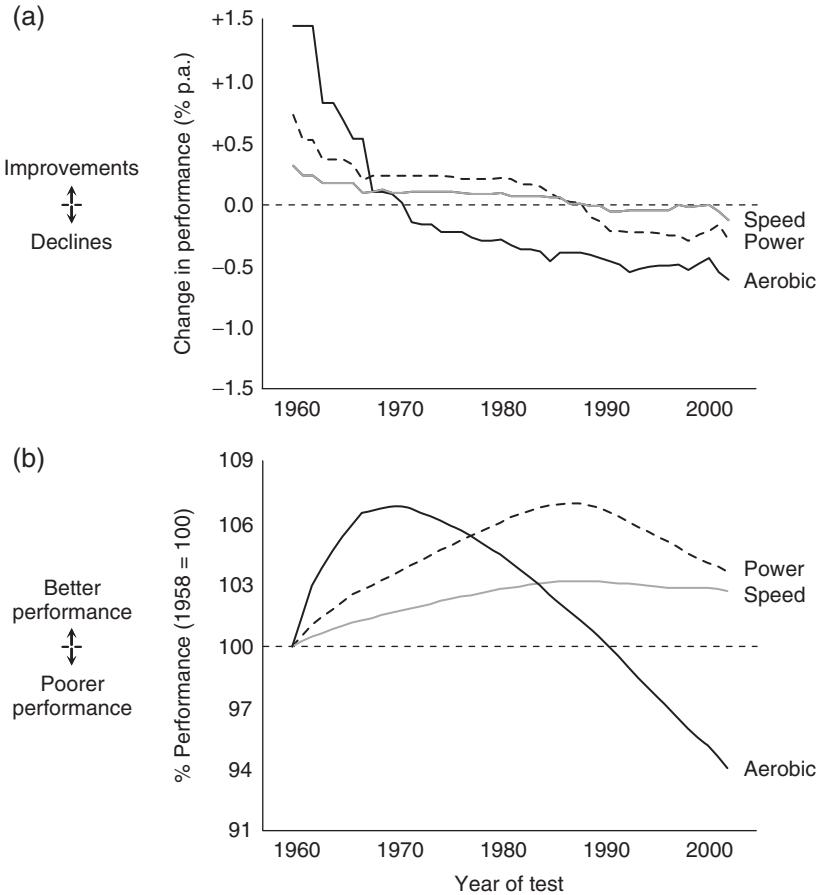 (a)
Improvements
Declines
Change in performance (% p.a.)
+1.5
+1.0
+0.5
0.0
−0.5
−1.0
−1.5
Speed
Power
Aerobic
1960 1970 1980 1990 2000
(b)
Better
performance
Poorer
performance
% Performance (1958 = 100)
109
106
103
100
97
94
91
Power
Speed
Aerobic
1960 1970 1980 1990 2000
Year of test